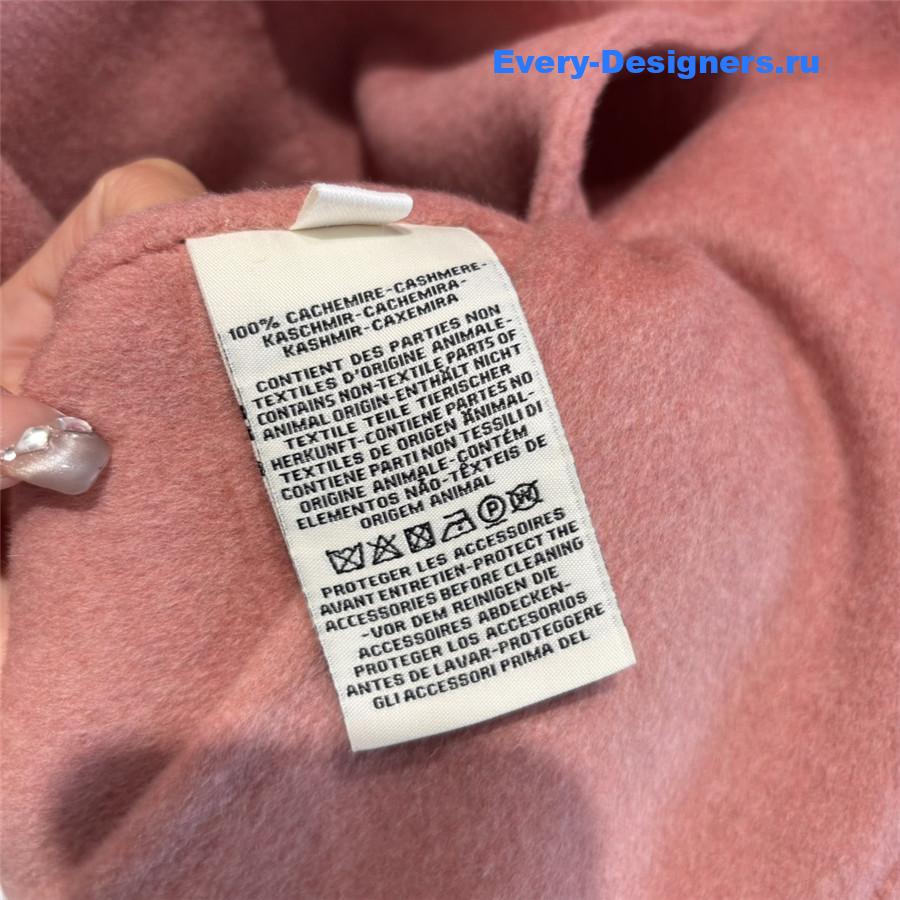 Every-Designers.ru
100% CACHEMIRE-CASHMERE-
KASCHMIR-CACHEMIRA-
KASHMIR-CAXEMIRA
CONTIENT DES PARTIES NON
TEXTILES D'ORIGINE ANIMALE-
CONTAINS NON-TEXTILE PARTS OF
ANIMAL ORIGIN-ENTHÄLT NICHT
TEXTILE TEILE TIERISCHER
HERKUNFT-CONTIENE PARTES NO
TEXTILES DE ORIGEN ANIMAL-
CONTIENE PARTI NON TESSILI DI
ORIGINE ANIMALE-CONTÉM
ELEMENTOS NÃO-TÊXTEIS DE
ORIGEM ANIMAL
P W
PROTEGER LES ACCESSOIRES
AVANT ENTRETIEN-PROTECT THE
ACCESSORIES BEFORE CLEANING
-VOR DEM REINIGEN DIE
ACCESSOIRES ABDECKEN-
PROTEGER LOS ACCESORIOS
ANTES DE LAVAR-PROTEGGERE
GLI ACCESSORI PRIMA DEL